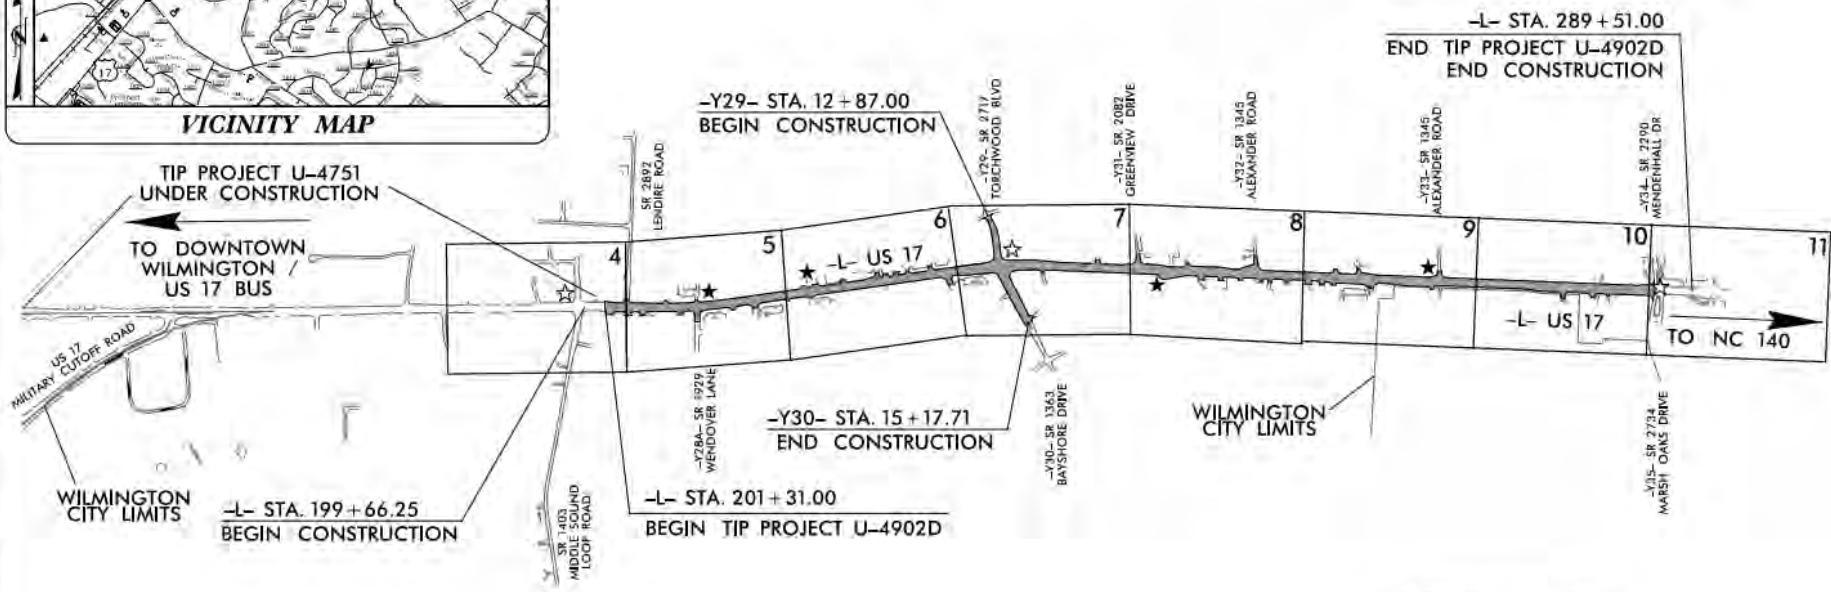 17
VICINITY MAP
TIP PROJECT U-4751
UNDER CONSTRUCTION
TO DOWNTOWN
WILMINGTON
US 17 BUS
US 17
MILITARY CUTOFF ROAD
WILMINGTON
CITY LIMITS
-L- STA. 199+66.25
BEGIN CONSTRUCTION
SR 1403
MIDDLE SOUND
LOOP ROAD
-L- STA. 201+31.00
BEGIN TIP PROJECT U-4902D
SR 2892
LENDIRE ROAD
WENDOVER LANE
-Y29- STA. 12+87.00
BEGIN CONSTRUCTION
-Y29- SR 2717
TORCHWOOD BLVD
-Y30- STA. 15+17.71
END CONSTRUCTION
-Y30- SR 1363
BAYSHORE DRIVE
-Y31- SR 2082
GREENVIEW DRIVE
-Y32- SR 1345
ALEXANDER ROAD
-Y33- SR 1345
ALEXANDER ROAD
-Y34- SR 2290
MENDENHALL DR
-L- STA. 289+51.00
END TIP PROJECT U-4902D
END CONSTRUCTION
4
5
6
7
8
9
10
11
-L- US 17
-L- US 17
TO NC 140
WILMINGTON
CITY LIMITS
-Y35- SR 2734
MARSH OAKS DRIVE